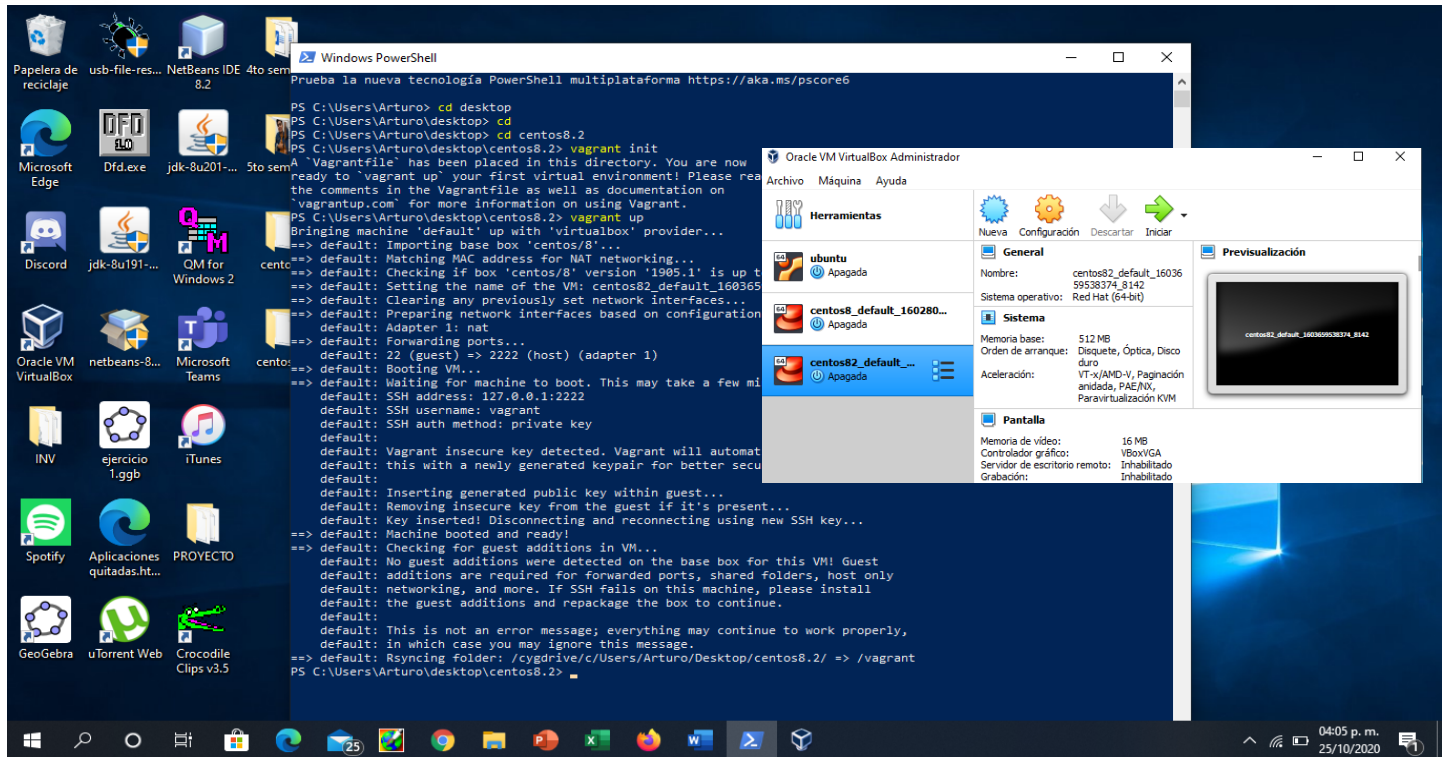 Papelera de reciclaje
usb-file-res...
NetBeans IDE 8.2
4to sem
Microsoft Edge
Dfd.exe
jdk-8u201-...
5to sem
Discord
jdk-8u191-...
QM for Windows 2
cento
Oracle VM VirtualBox
netbeans-8...
Microsoft Teams
centos
INV
ejercicio 1.ggb
iTunes
Spotify
Aplicaciones quitadas.ht...
PROYECTO
GeoGebra
uTorrent Web
Crocodile Clips v3.5
Windows PowerShell
Prueba la nueva tecnología PowerShell multiplataforma https://aka.ms/pscore6
PS C:\Users\Arturo> cd desktop
PS C:\Users\Arturo\desktop> cd
PS C:\Users\Arturo\desktop> cd centos8.2
PS C:\Users\Arturo\desktop\centos8.2> vagrant init
A `Vagrantfile` has been placed in this directory. You are now
ready to `vagrant up` your first virtual environment! Please rea
the comments in the Vagrantfile as well as documentation on
`vagrantup.com` for more information on using Vagrant.
PS C:\Users\Arturo\desktop\centos8.2> vagrant up
Bringing machine 'default' up with 'virtualbox' provider...
==> default: Importing base box 'centos/8'...
==> default: Matching MAC address for NAT networking...
==> default: Checking if box 'centos/8' version '1905.1' is up t
==> default: Setting the name of the VM: centos82_default_160365
==> default: Clearing any previously set network interfaces...
==> default: Preparing network interfaces based on configuration
default: Adapter 1: nat
==> default: Forwarding ports...
default: 22 (guest) => 2222 (host) (adapter 1)
==> default: Booting VM...
==> default: Waiting for machine to boot. This may take a few mi
default: SSH address: 127.0.0.1:2222
default: SSH username: vagrant
default: SSH auth method: private key
default:
default: Vagrant insecure key detected. Vagrant will automat
default: this with a newly generated keypair for better secu
default:
default: Inserting generated public key within guest...
default: Removing insecure key from the guest if it's present...
default: Key inserted! Disconnecting and reconnecting using new SSH key...
==> default: Machine booted and ready!
==> default: Checking for guest additions in VM...
default: No guest additions were detected on the base box for this VM! Guest
default: additions are required for forwarded ports, shared folders, host only
default: networking, and more. If SSH fails on this machine, please install
default: the guest additions and repackage the box to continue.
default:
default: This is not an error message; everything may continue to work properly,
default: in which case you may ignore this message.
==> default: Rsyncing folder: /cygdrive/c/Users/Arturo/Desktop/centos8.2/ => /vagrant
PS C:\Users\Arturo\desktop\centos8.2>
Oracle VM VirtualBox Administrador
Archivo Máquina Ayuda
Herramientas
Nueva Configuración Descartar Iniciar
64 ubuntu
Apagada
64 centos8_default_160280...
Apagada
64 centos82_default_...
Apagada
General
Nombre: centos82_default_16036
59538374_8142
Sistema operativo: Red Hat (64-bit)
Sistema
Memoria base: 512 MB
Orden de arranque: Disquete, Óptica, Disco
duro
Aceleración: VT-x/AMD-V, Paginación
anidada, PAE/NX,
Paravirtualización KVM
Pantalla
Memoria de vídeo: 16 MB
Controlador gráfico: VBoxVGA
Servidor de escritorio remoto: Inhabilitado
Grabación: Inhabilitado
Previsualización
centos82_default_1603659538374_8142
25
04:05 p. m.
25/10/2020
1